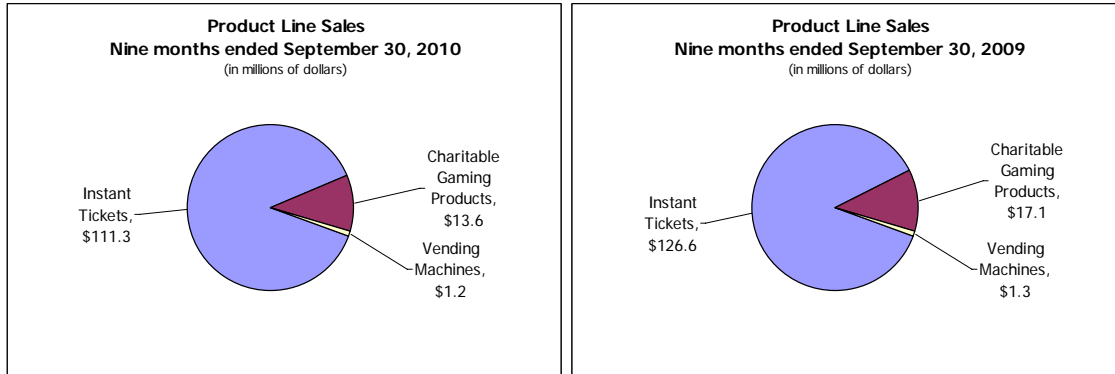 Product Line Sales
Nine months ended September 30, 2010
(in millions of dollars)
Instant
Tickets,
$111.3
Charitable
Gaming
Products,
$13.6
Vending
Machines,
$1.2
Product Line Sales
Nine months ended September 30, 2009
(in millions of dollars)
Instant
Tickets,
$126.6
Charitable
Gaming
Products,
$17.1
Vending
Machines,
$1.3